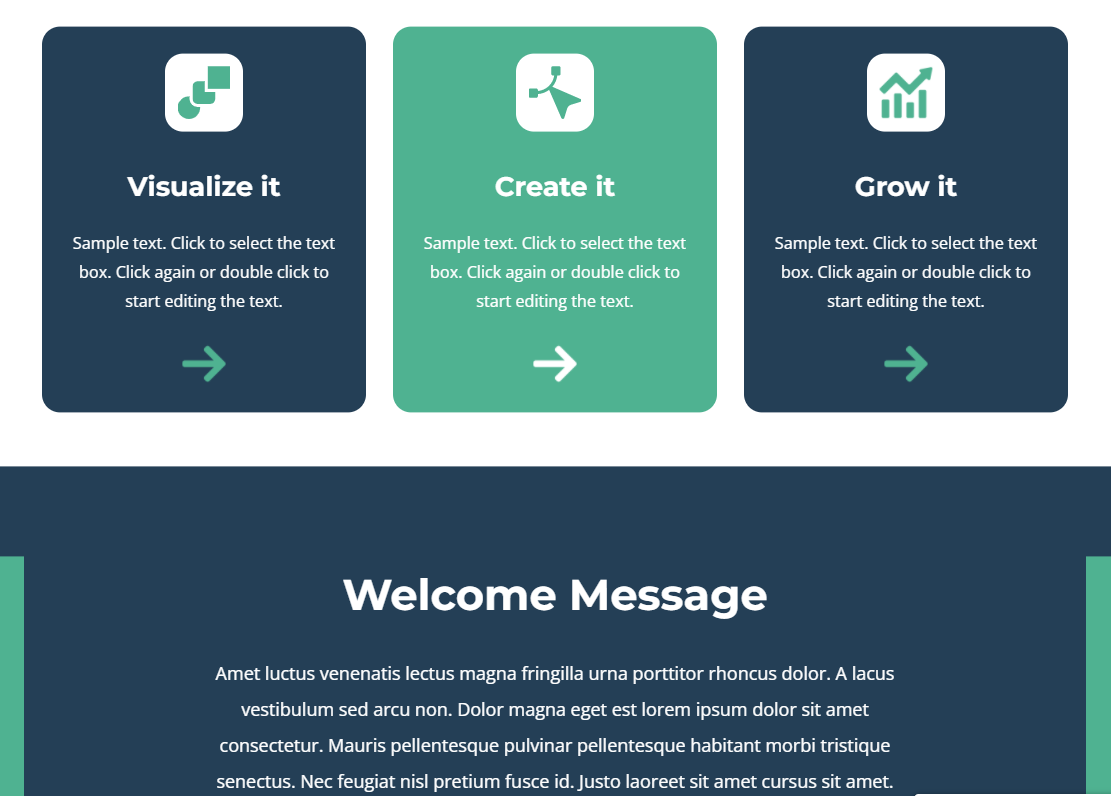 Visualize it
Sample text. Click to select the text
box. Click again or double click to
start editing the text.
Create it
Sample text. Click to select the text
box. Click again or double click to
start editing the text.
Grow it
Sample text. Click to select the text
box. Click again or double click to
start editing the text.
Welcome Message
Amet luctus venenatis lectus magna fringilla urna porttitor rhoncus dolor. A lacus
vestibulum sed arcu non. Dolor magna eget est lorem ipsum dolor sit amet
consectetur. Mauris pellentesque pulvinar pellentesque habitant morbi tristique
senectus. Nec feugiat nisl pretium fusce id. Justo laoreet sit amet cursus sit amet.